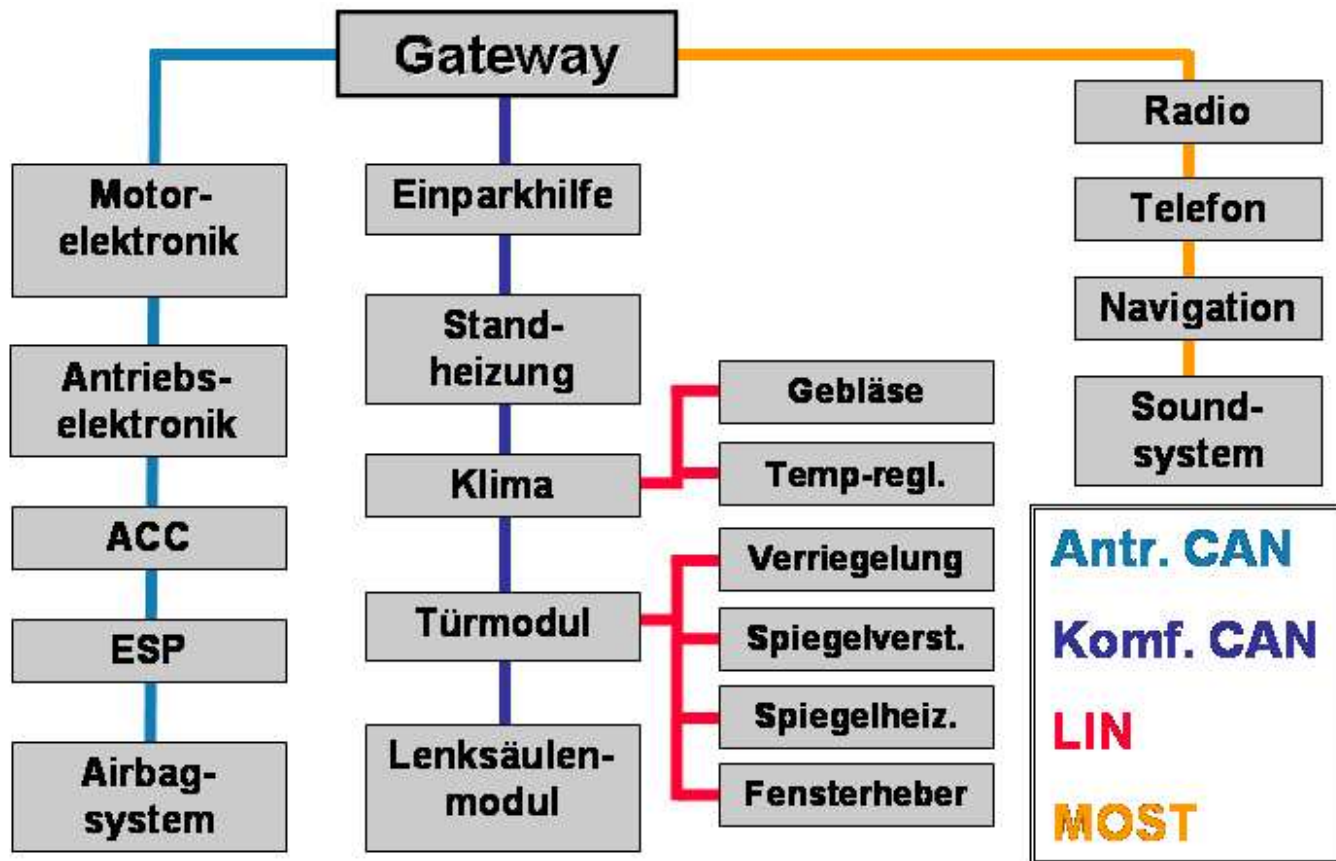 Gateway
Motor-
elektronik
Antriebs-
elektronik
ACC
ESP
Airbag-
system
Einparkhilfe
Stand-
heizung
Klima
Türmodul
Lenksäulen-
modul
Gebläse
Temp-regl.
Verriegelung
Spiegelverst.
Spiegelheiz.
Fensterheber
Radio
Telefon
Navigation
Sound-
system
Antr. CAN
Komf. CAN
LIN
MOST